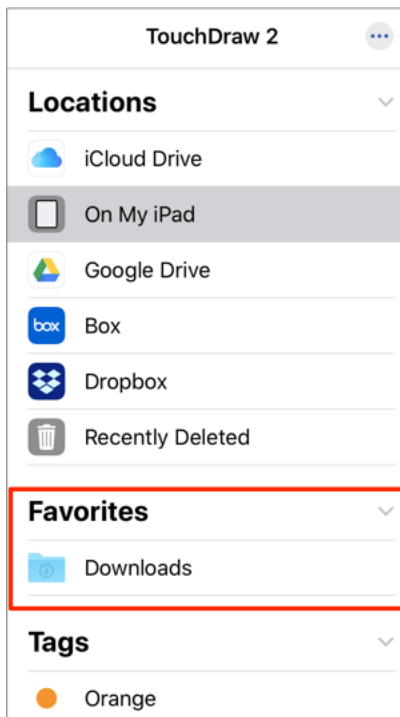 TouchDraw 2
Locations
iCloud Drive
On My iPad
Google Drive
box
Box
Dropbox
Recently Deleted
Favorites
Downloads
Tags
Orange